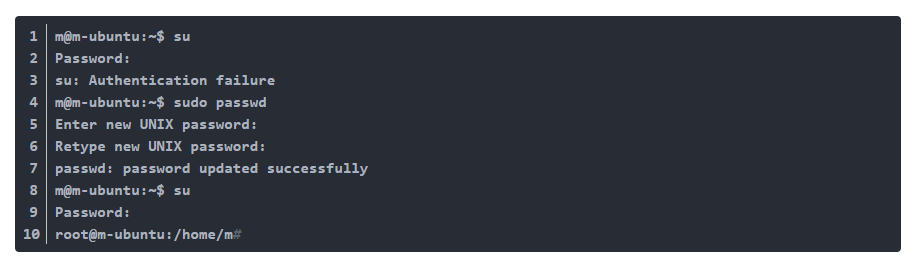 1 m@m-ubuntu:~$ su
2 Password:
3 su: Authentication failure
4 m@m-ubuntu:~$ sudo passwd
5 Enter new UNIX password:
6 Retype new UNIX password:
7 passwd: password updated successfully
8 m@m-ubuntu:~$ su
9 Password:
10 root@m-ubuntu:/home/m#